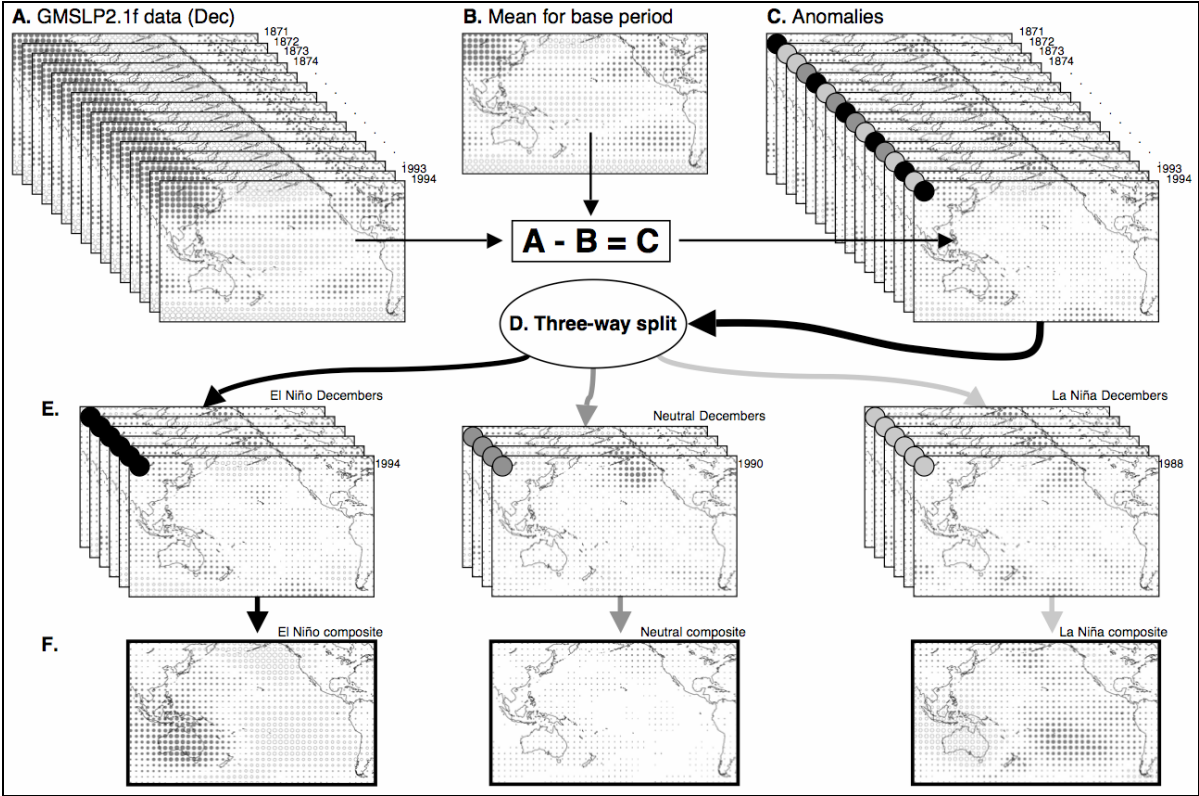 A. GMSLP2.1f data (Dec)
1871
1872
1873
1874
1993
1994
B. Mean for base period
C. Anomalies
1871
1872
1873
1874
1993
1994
A - B = C
D. Three-way split
E.
El Niño Decembers
1994
Neutral Decembers
1990
La Niña Decembers
1988
F.
El Niño composite
Neutral composite
La Niña composite